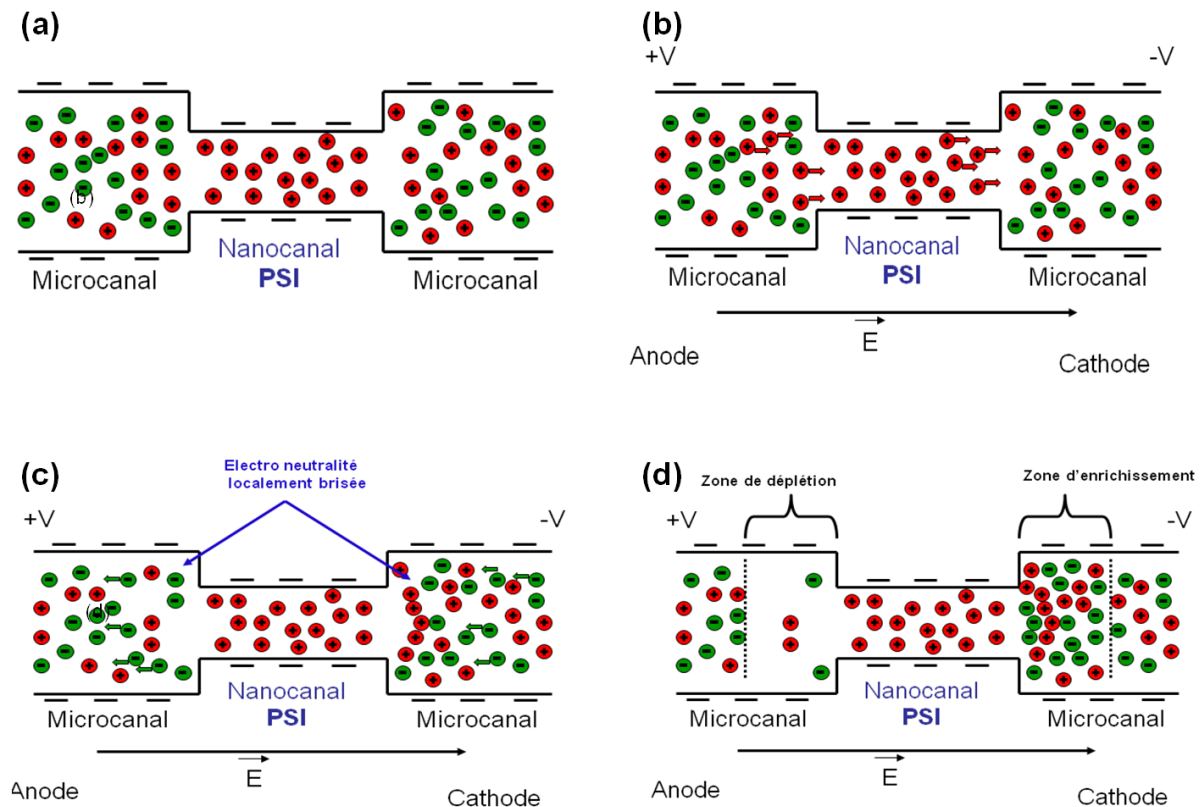 (a)
(b)
Microcanal
Nanocanal
PSI
Microcanal
(b)
+V
-V
Microcanal
Nanocanal
PSI
Microcanal
E
Anode
Cathode
(c)
Electro neutralité
localement brisée
+V
-V
(d)
Microcanal
Nanocanal
PSI
Microcanal
E
Anode
Cathode
(d)
Zone de déplétion
Zone d'enrichissement
+V
-V
Microcanal
Nanocanal
PSI
Microcanal
E
Anode
Cathode